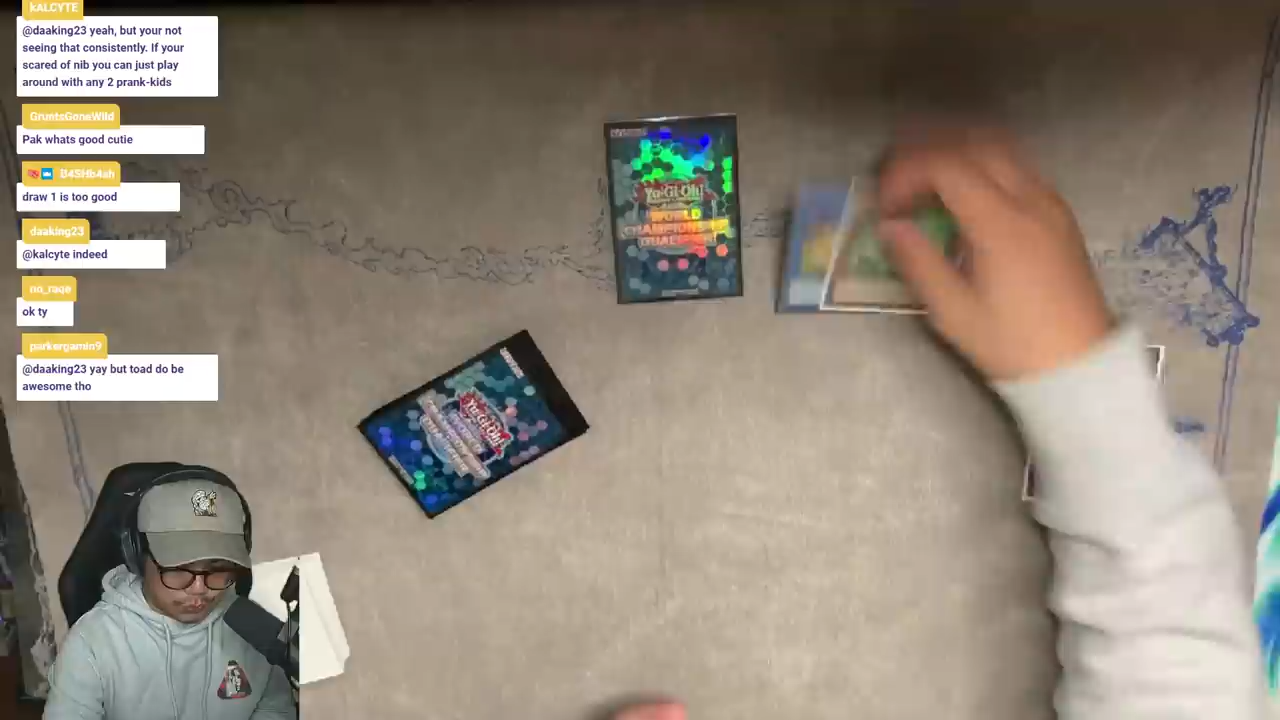 KALCYTE
@daaking23 yeah, but your not
seeing that consistently. If your
scared of nib you can just play
around with any 2 prank-kids
GruntsGoneWild
Pak whats good cutie
B4SHb4sh
draw 1 is too good
daaking23
@kalcyte indeed
no_raqe
ok ty
parkergamin9
@daaking23 yay but toad do be
awesome tho
Yu-Gi-Oh!
WORLD
CHAMPIONSHIP
QUALIFIER
Yu-Gi-Oh!